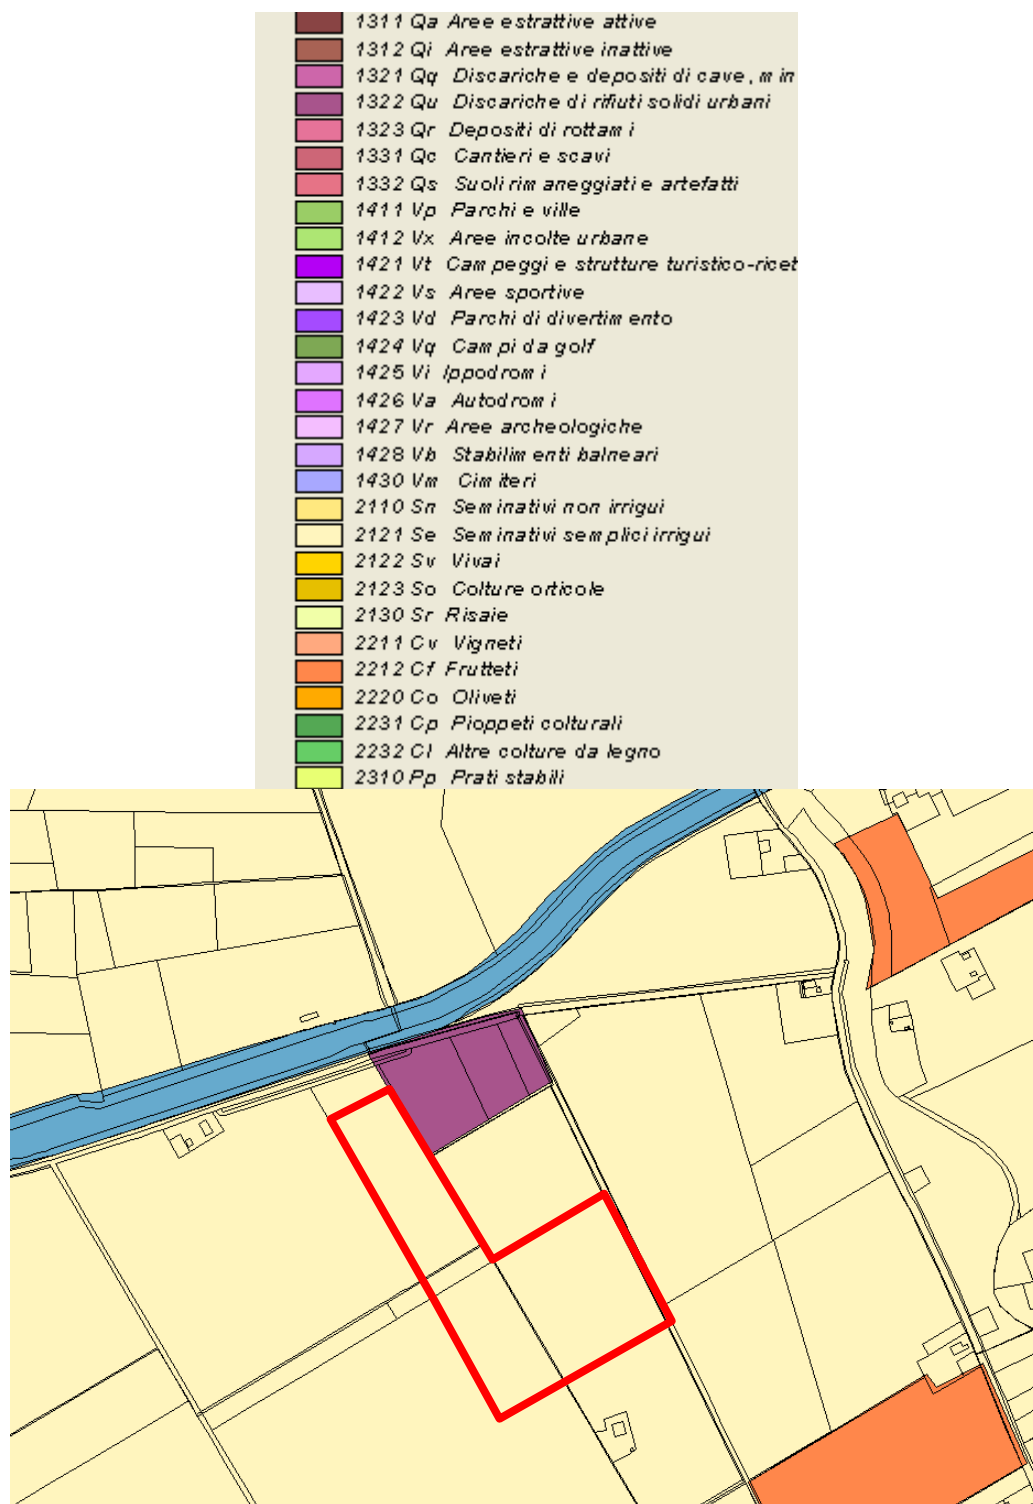 1311 Qa Aree estrattive attive
1312 Qi Aree estrattive inattive
1321 Qq Discariche e depositi di cave, min
1322 Qu Discariche di rifiuti solidi urbani
1323 Qr Depositi di rottami
1331 Qc Cantieri e scavi
1332 Qs Suoli rimaneggiati e artefatti
1411 Vp Parchi e ville
1412 Vx Aree incolte urbane
1421 Vt Campeggi e strutture turistico-ricet
1422 Vs Aree sportive
1423 Vd Parchi di divertimento
1424 Vq Campi da golf
1425 Vi Ippodromi
1426 Va Autodromi
1427 Vr Aree archeologiche
1428 Vb Stabilimenti balneari
1430 Vm Cimiteri
2110 Sn Seminativi non irrigui
2121 Se Seminativi semplici irrigui
2122 Sv Vivai
2123 So Colture orticole
2130 Sr Risaie
2211 Cv Vigneti
2212 Cf Frutteti
2220 Co Oliveti
2231 Cp Pioppeti colturali
2232 Cl Altre colture da legno
2310 Pp Prati stabili